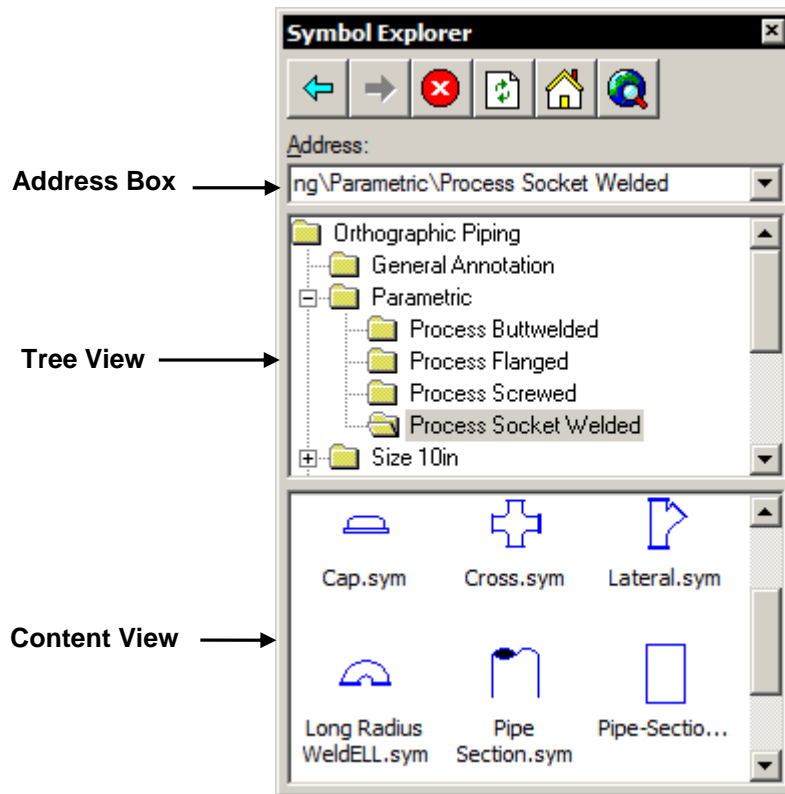 Symbol Explorer
Address:
Address Box
ng\Parametric\Process Socket Welded
Orthographic Piping
General Annotation
Parametric
Process Buttwelded
Tree View
Process Flanged
Process Screwed
Process Socket Welded
Size 10in
Cap.sym
Cross.sym
Lateral.sym
Content View
Long Radius
WeldELL.sym
Pipe
Section.sym
Pipe-Sectio...